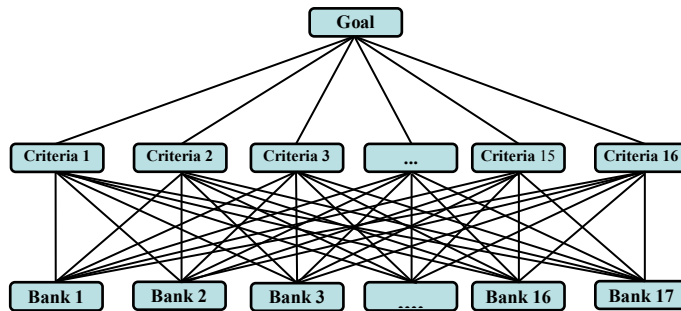 Goal
Criteria 1
Criteria 2
Criteria 3
...
Criteria 15
Criteria 16
Bank 1
Bank 2
Bank 3
....
Bank 16
Bank 17